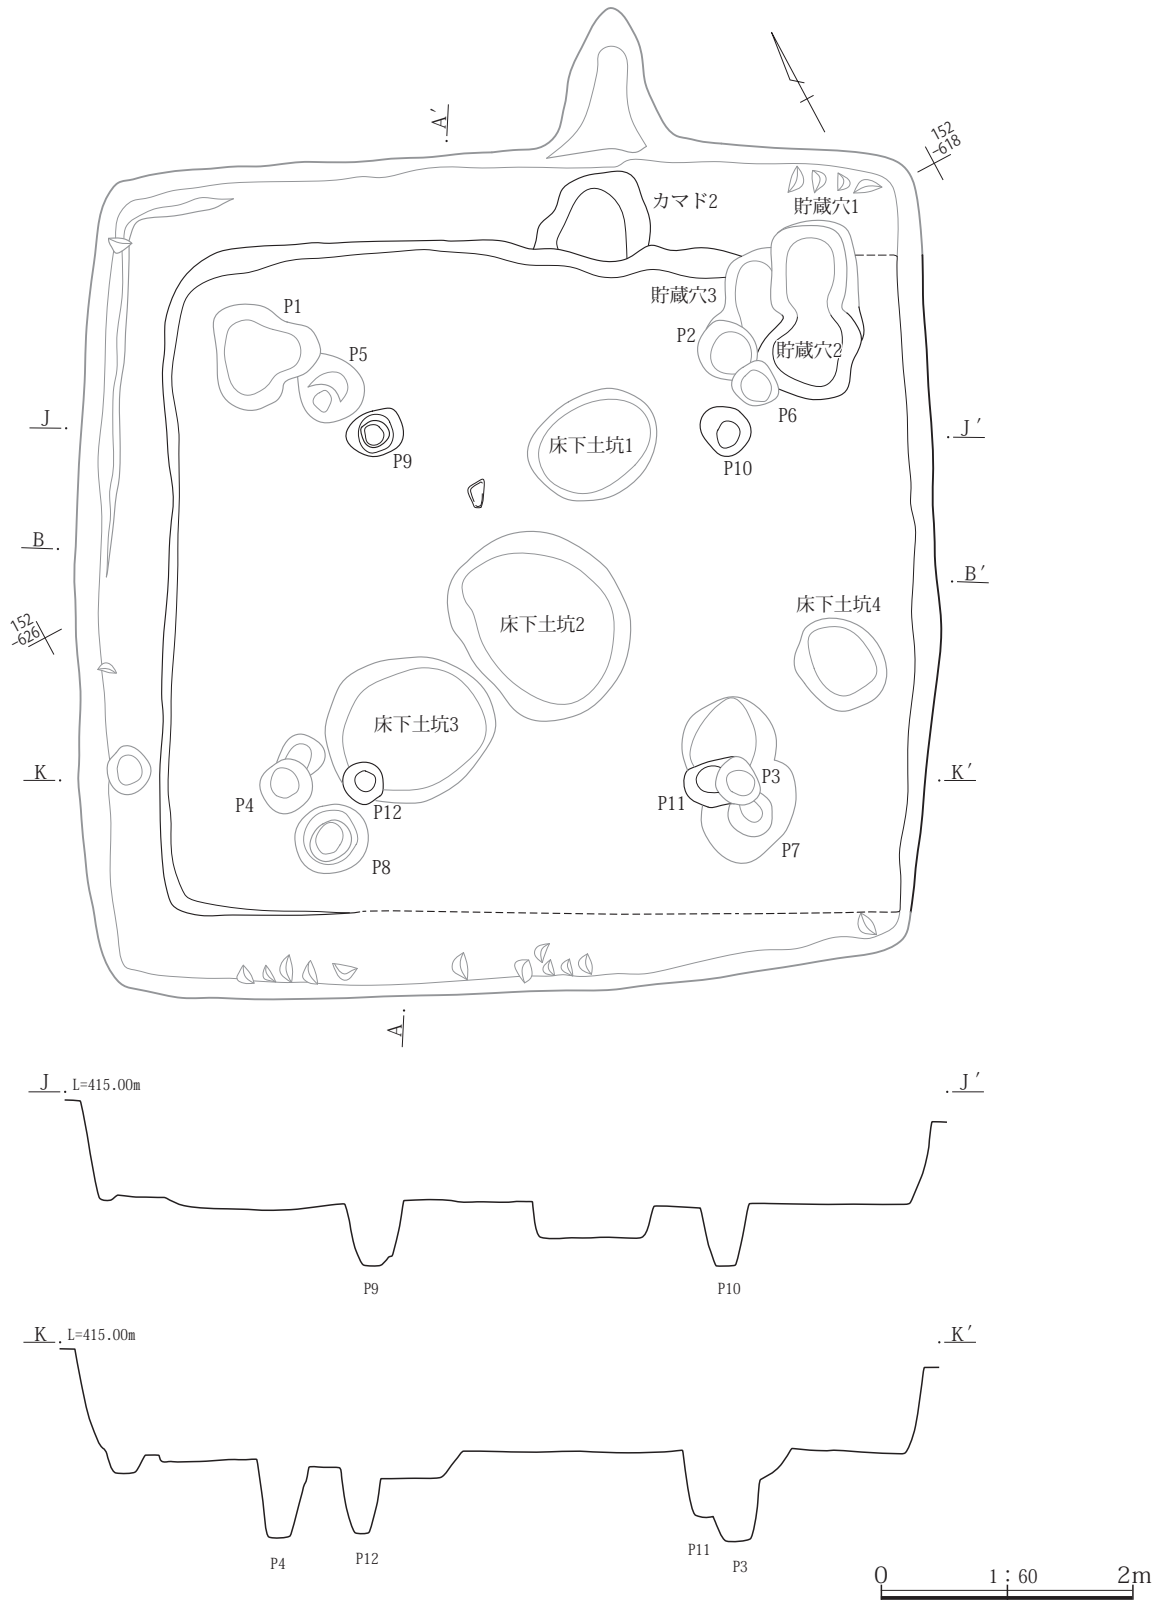 A′
152
-618
カマド2
貯蔵穴1
貯蔵穴3
P1
P2
貯蔵穴2
P5
P6
J
J′
床下土坑1
P9
P10
B
B′
床下土坑4
152
-626
床下土坑2
床下土坑3
K
K′
P3
P4
P11
P12
P7
P8
A
J L=415.00m
J′
P9
P10
K L=415.00m
K′
P4
P12
P11
P3
0 1:60 2m